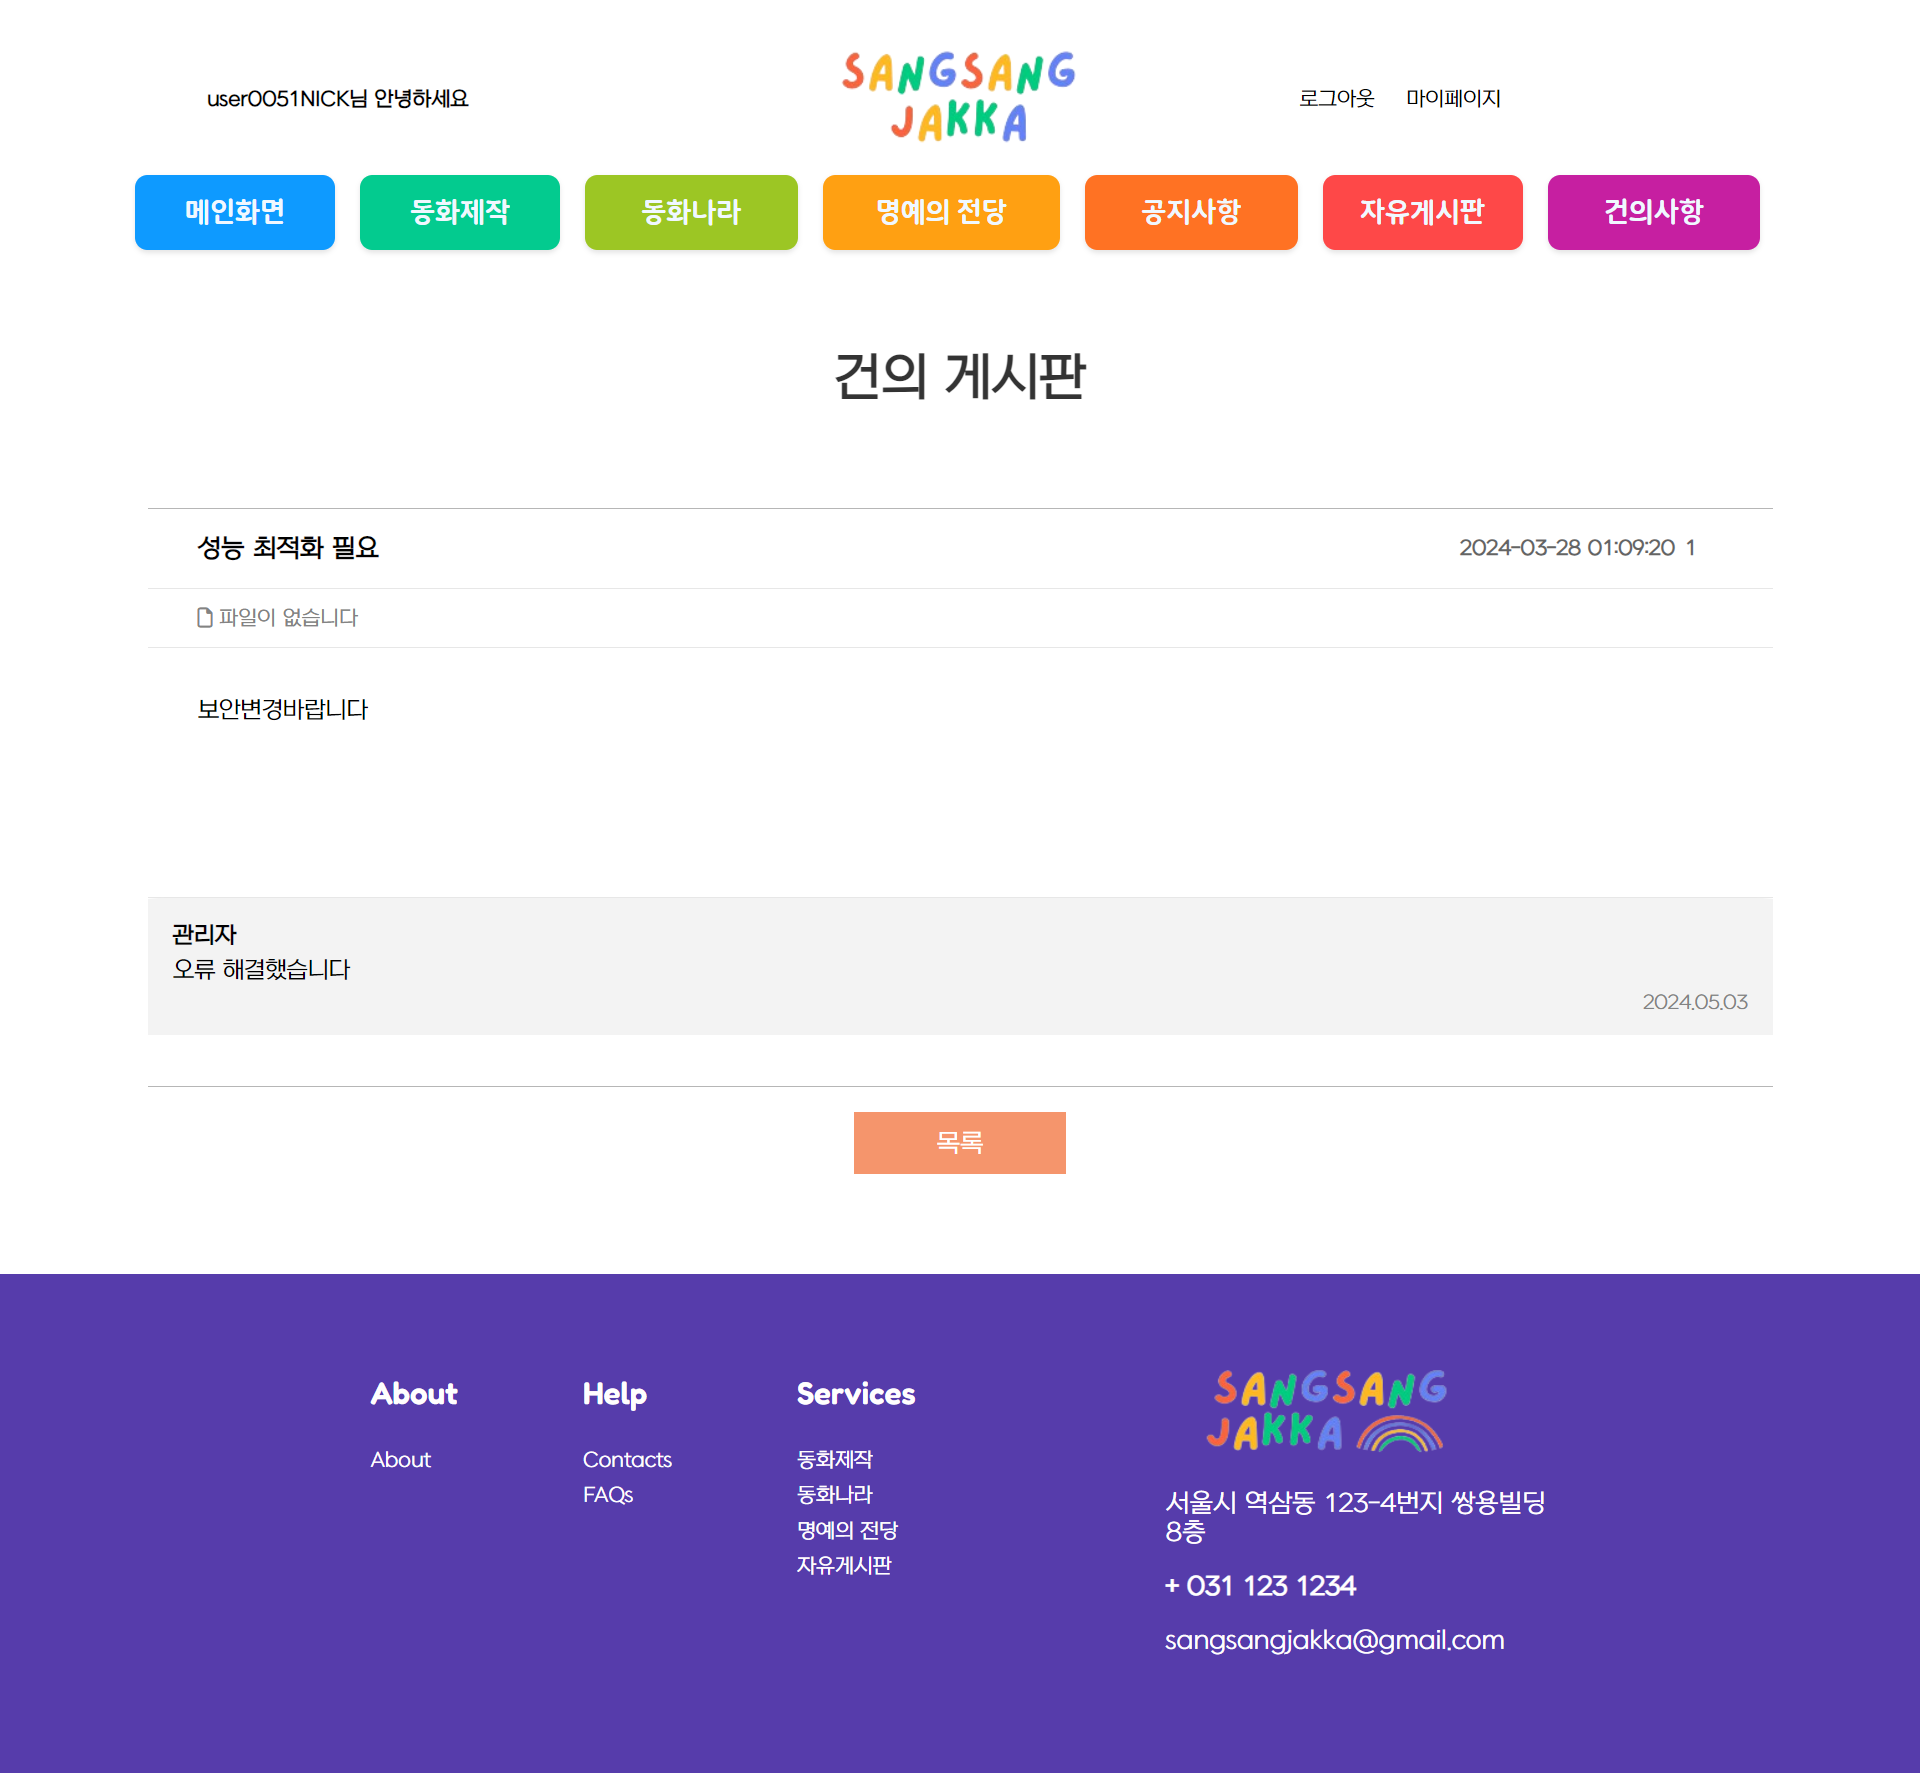 user0051NICK님 안녕하세요
SANGSANG
JAKKA
로그아웃 마이페이지
메인화면 동화제작 동화나라 명예의 전당 공지사항 자유게시판 건의사항
건의 게시판
성능 최적화 필요 2024-03-28 01:09:20 1
파일이 없습니다
보안변경바랍니다
관리자
오류 해결했습니다
2024.05.03
목록
About
About
Help
Contacts
FAQs
Services
동화제작
동화나라
명예의 전당
자유게시판
SANGSANG
JAKKA
서울시 역삼동 123-4번지 쌍용빌딩
8층
+ 031 123 1234
sangsangjakka@gmail.com